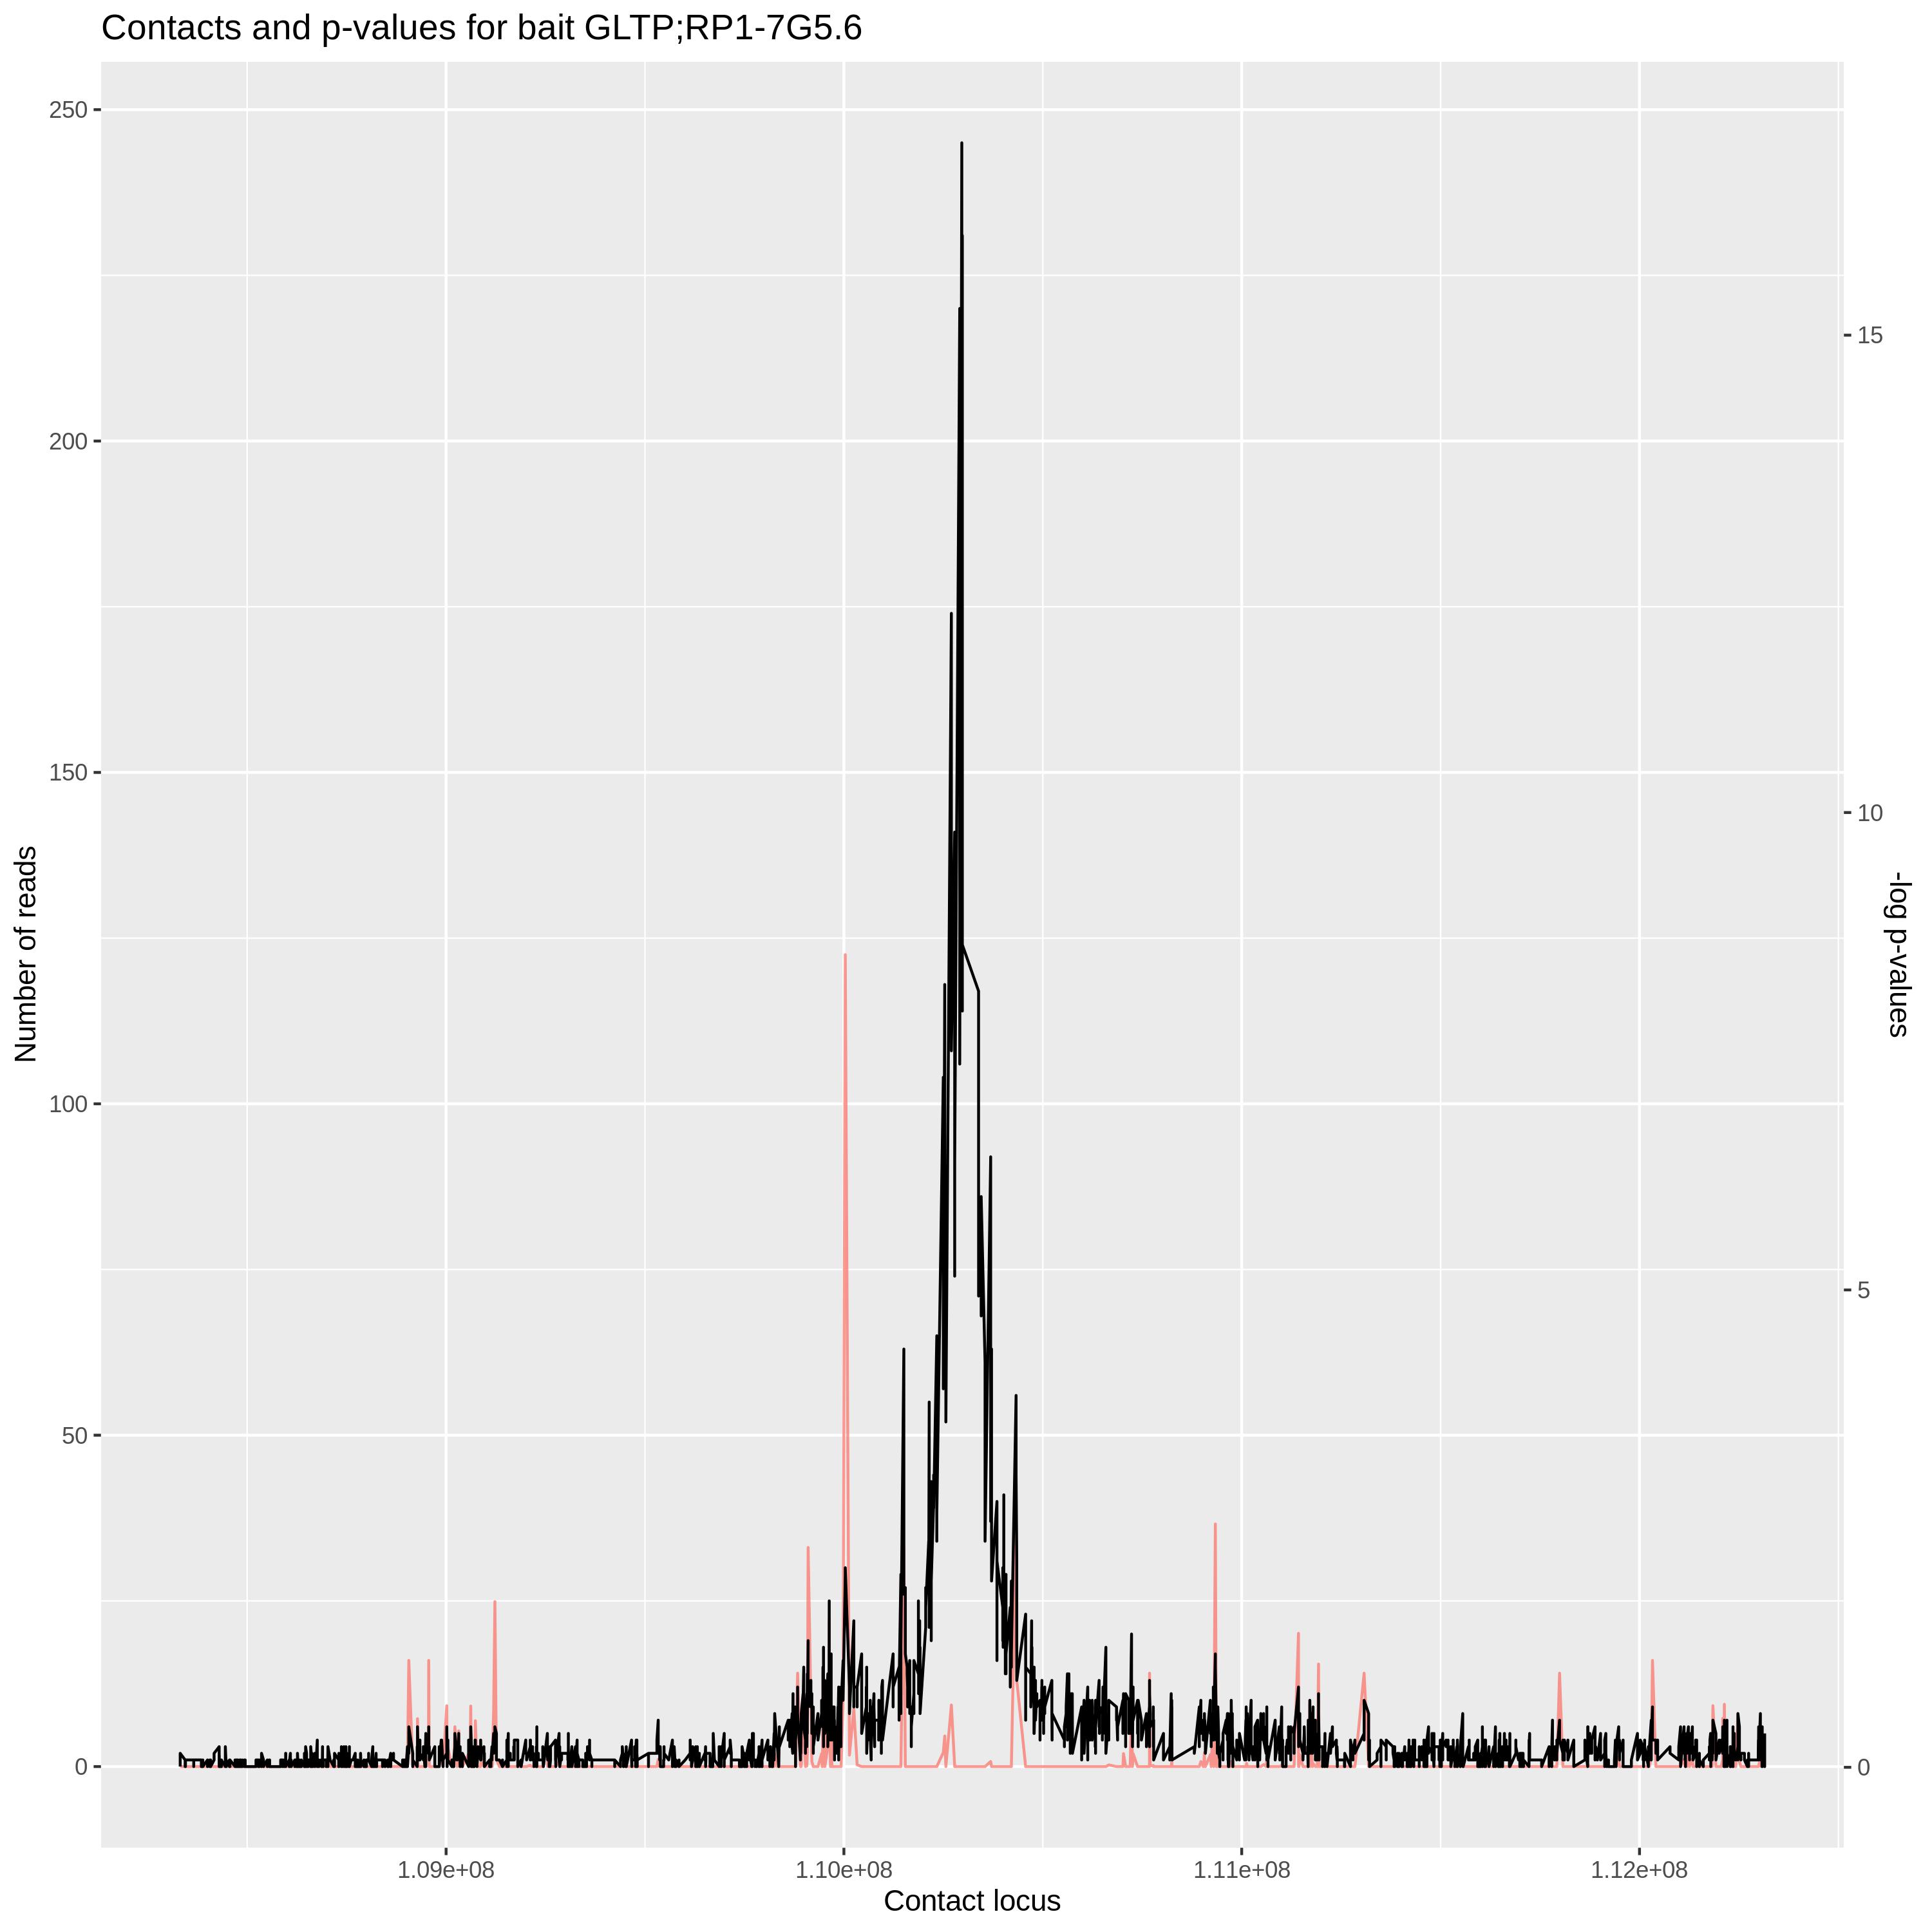 Contacts and p-values for bait GLTP;RP1-7G5.6
250
200
150
100
50
0
Number of reads
15
10
5
0
-log p-values
1.09e+08
1.10e+08
1.11e+08
1.12e+08
Contact locus